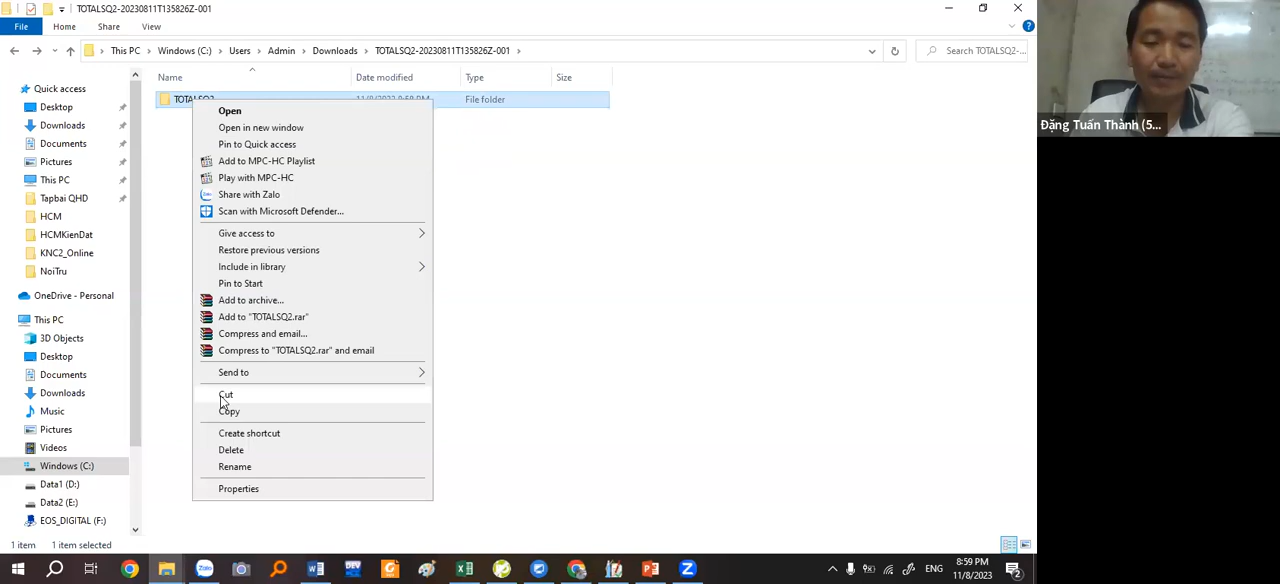 TOTALSQ2-20230811T135826Z-001
File Home Share View
This PC > Windows (C:) > Users > Admin > Downloads > TOTALSQ2-20230811T135826Z-001 >
Search TOTALSQ2-...
Name Date modified Type Size
TOTALSQ2 File folder
Quick access
Desktop
Downloads
Documents
Pictures
This PC
Tapbai QHD
HCM
HCMKienDat
KNC2_Online
NoiTru
OneDrive - Personal
This PC
3D Objects
Desktop
Documents
Downloads
Music
Pictures
Videos
Windows (C:)
Data1 (D:)
Data2 (E:)
EOS_DIGITAL (F:)
Open
Open in new window
Pin to Quick access
Add to MPC-HC Playlist
Play with MPC-HC
Share with Zalo
Scan with Microsoft Defender...
Give access to
Restore previous versions
Include in library
Pin to Start
Add to archive...
Add to "TOTALSQ2.rar"
Compress and email...
Compress to "TOTALSQ2.rar" and email
Send to
Cut
Copy
Create shortcut
Delete
Rename
Properties
1 item 1 item selected
Zalo
DEV
ENG
8:59 PM
11/8/2023
2
Đặng Tuấn Thành (5...